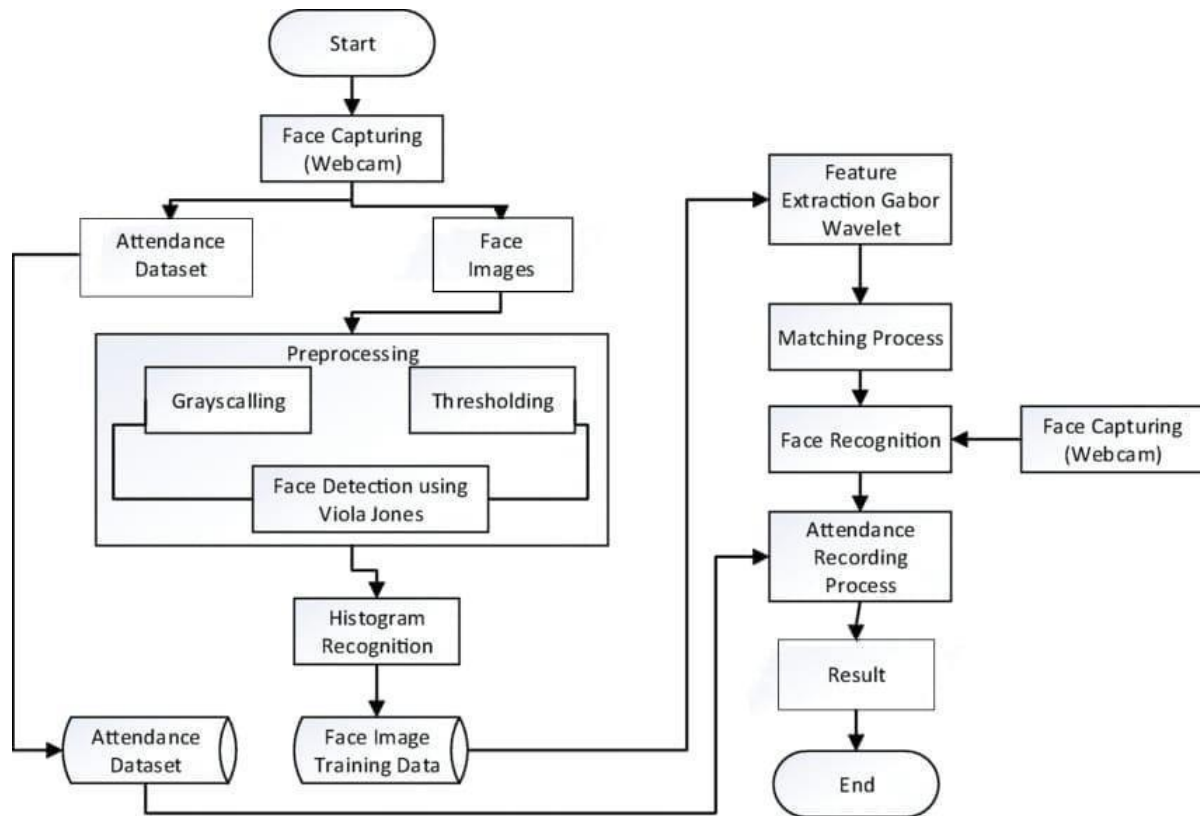 Start
Face Capturing
(Webcam)
Attendance
Dataset
Face
Images
Preprocessing
Grayscalling
Thresholding
Face Detection using
Viola Jones
Histogram
Recognition
Attendance
Dataset
Face Image
Training Data
Feature
Extraction Gabor
Wavelet
Matching Process
Face Recognition
Face Capturing
(Webcam)
Attendance
Recording
Process
Result
End